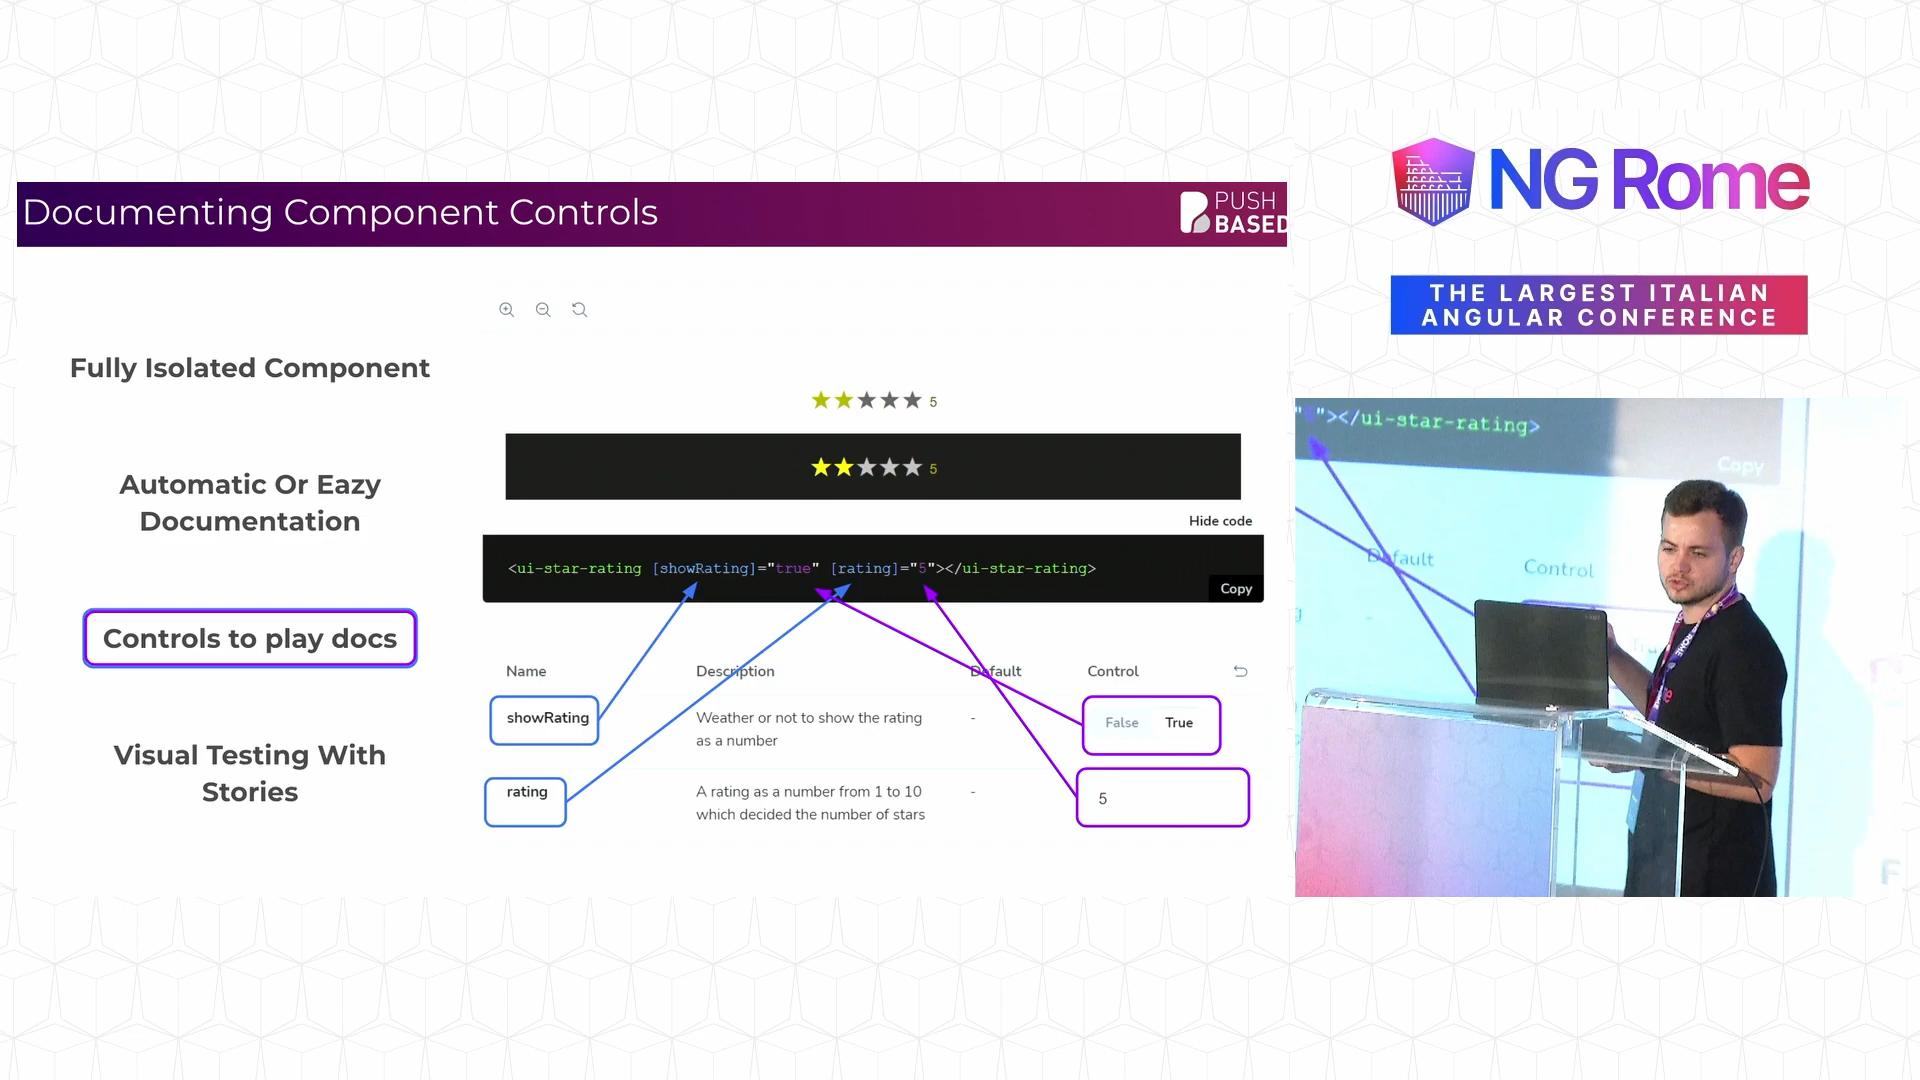 Documenting Component Controls
PUSH
BASED
NG Rome
THE LARGEST ITALIAN
ANGULAR CONFERENCE
Fully Isolated Component
Automatic Or Eazy
Documentation
Controls to play docs
Visual Testing With
Stories
5
5
Hide code
<ui-star-rating [showRating]="true" [rating]="5"></ui-star-rating>
Copy
Name Description Default Control
showRating Weather or not to show the rating - False True
as a number
rating A rating as a number from 1 to 10 - 5
which decided the number of stars
"></ui-star-rating>
Copy
Default
Control